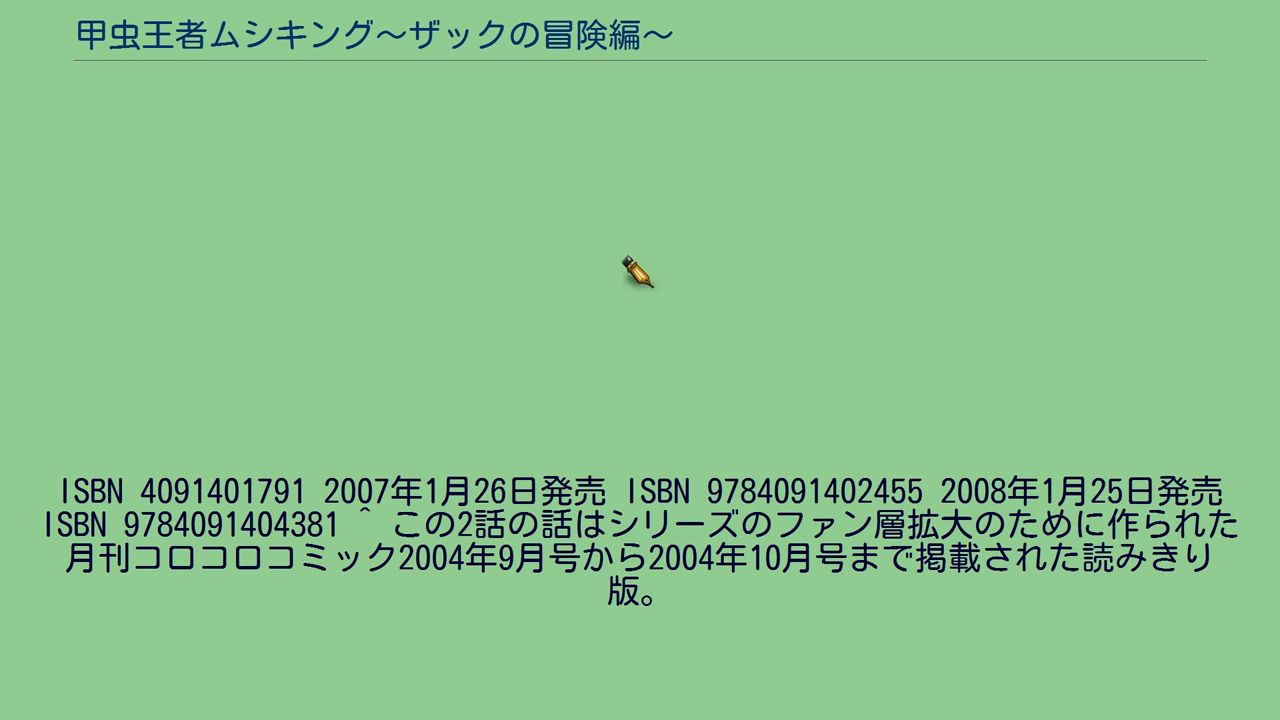 甲虫王者ムシキング〜ザックの冒険編〜
ISBN 4091401791 2007年1月26日発売 ISBN 9784091402455 2008年1月25日発売
ISBN 9784091404381 ^ この2話の話はシリーズのファン層拡大のために作られた
月刊コロコロコミック2004年9月号から2004年10月号まで掲載された読みきり
版。